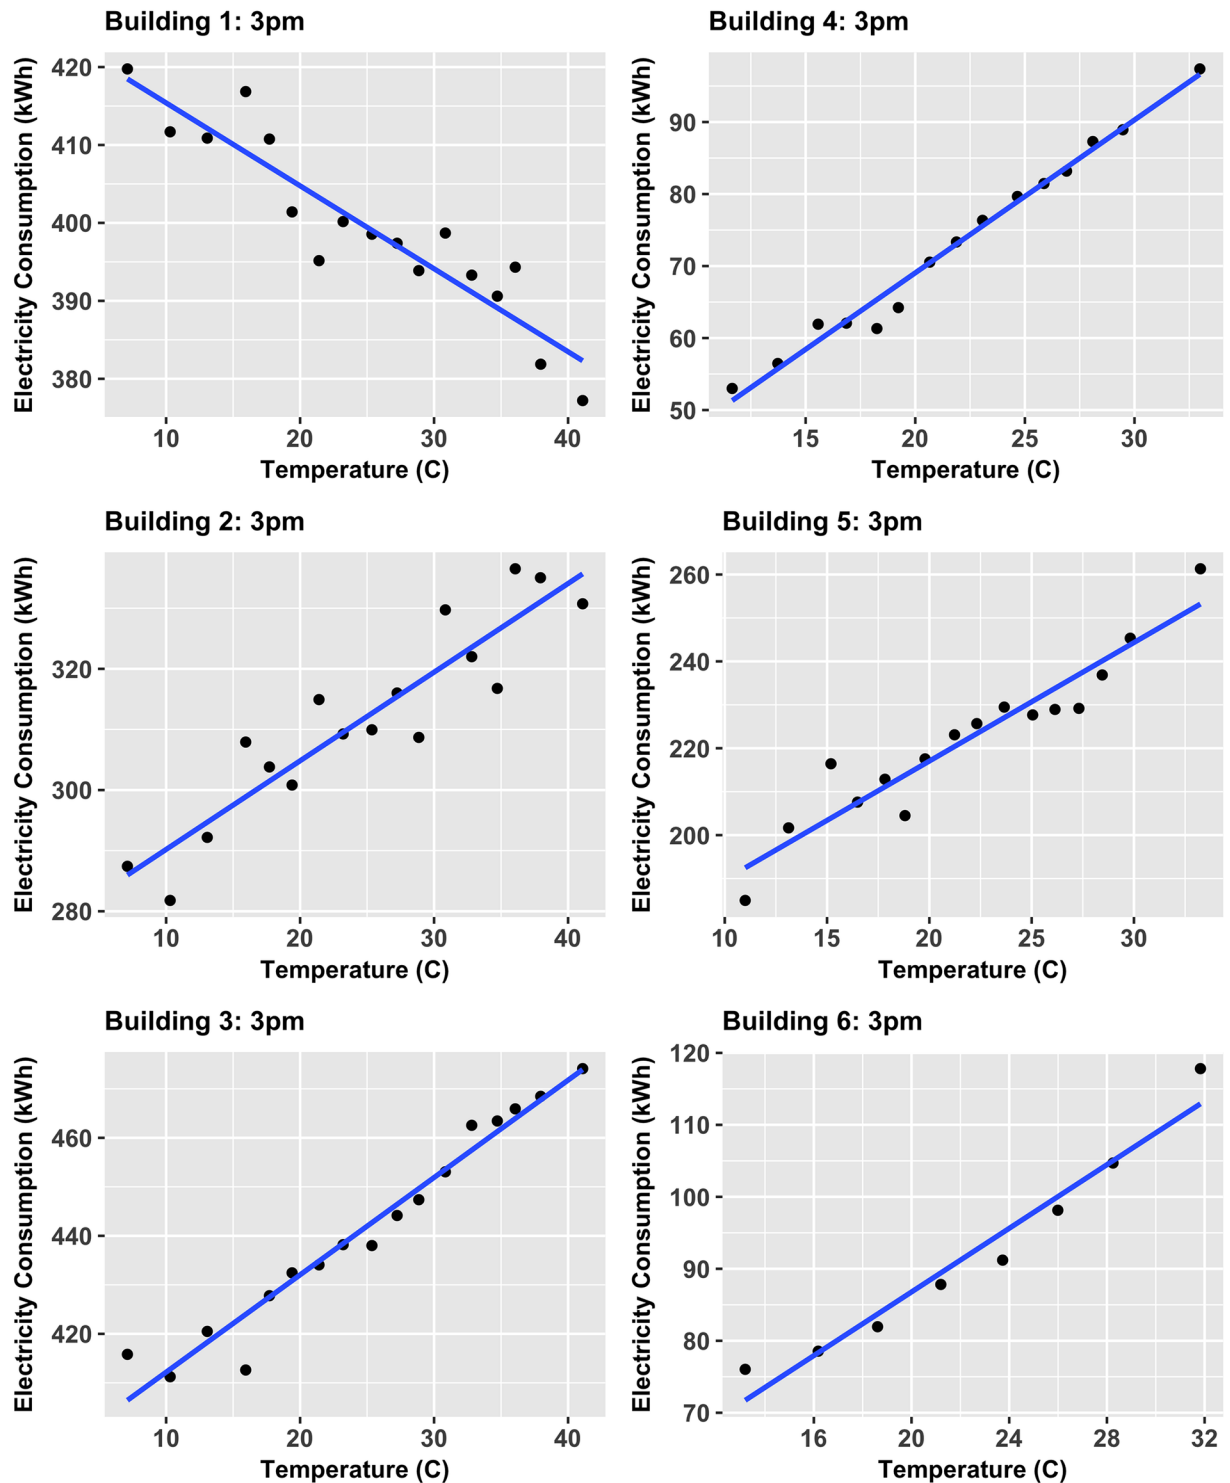 Building 1: 3pm
Electricity Consumption (kWh)
420
410
400
390
380
10 20 30 40
Temperature (C)
Building 4: 3pm
Electricity Consumption (kWh)
90
80
70
60
50
15 20 25 30
Temperature (C)
Building 2: 3pm
Electricity Consumption (kWh)
320
300
280
10 20 30 40
Temperature (C)
Building 5: 3pm
Electricity Consumption (kWh)
260
240
220
200
10 15 20 25 30
Temperature (C)
Building 3: 3pm
Electricity Consumption (kWh)
460
440
420
10 20 30 40
Temperature (C)
Building 6: 3pm
Electricity Consumption (kWh)
120
110
100
90
80
70
16 20 24 28 32
Temperature (C)